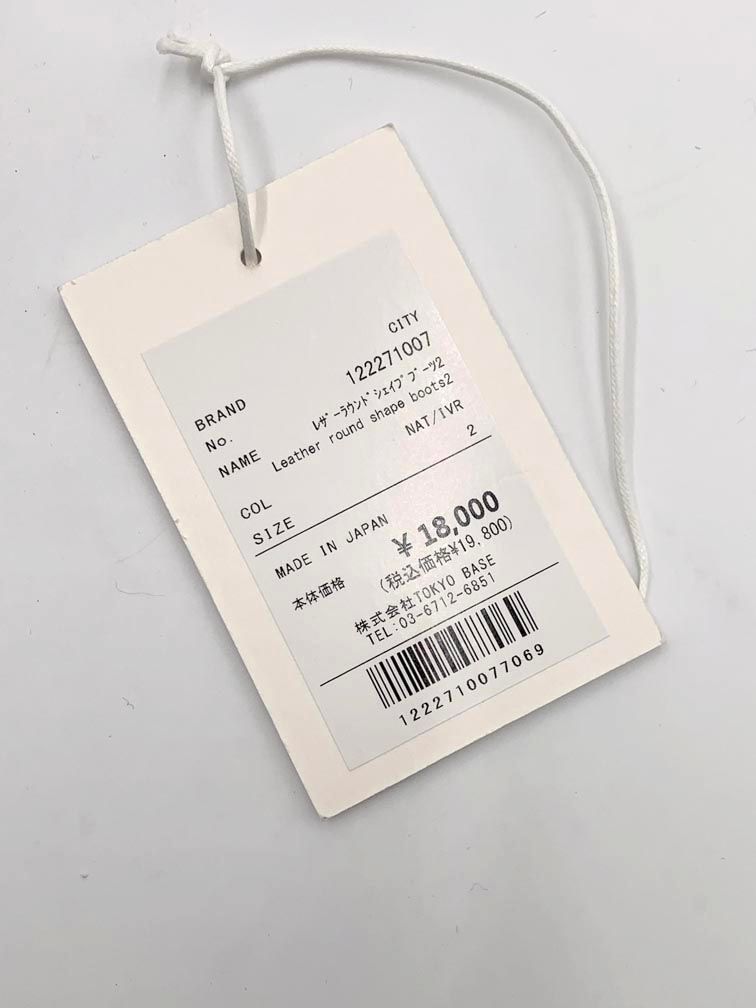 BRAND CITY
No. 122271007
NAME ﾚｻﾞｰﾗｳﾝﾄﾞｼｪｲﾌﾟﾌﾞｰﾂ2
Leather round shape boots2
COL NAT/IVR
SIZE 2
MADE IN JAPAN
本体価格 ¥ 18,000
(税込価格¥19,800)
株式会社TOKYO BASE
TEL:03-6712-6851
1222710077069